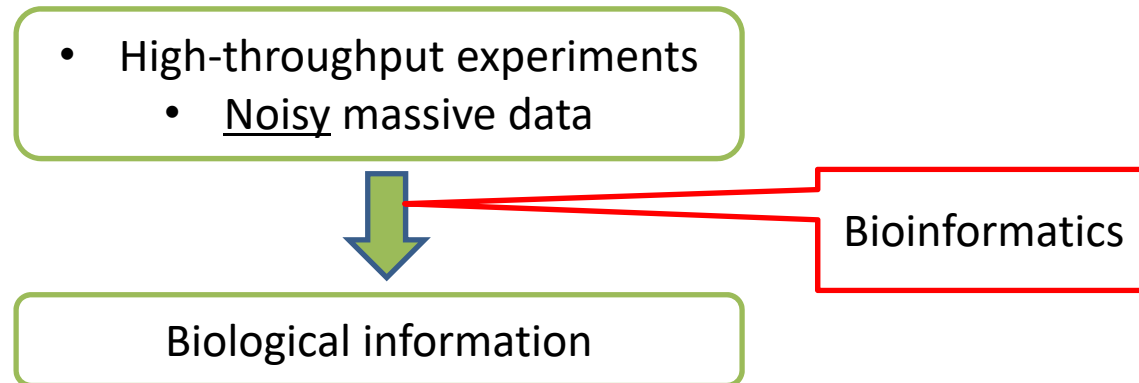 • High-throughput experiments
• Noisy massive data
Bioinformatics
Biological information